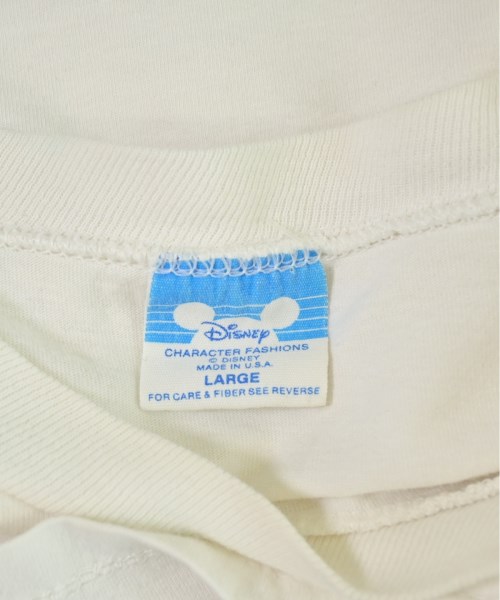 Disney
CHARACTER FASHIONS
© DISNEY
MADE IN U.S.A.
LARGE
FOR CARE & FIBER SEE REVERSE